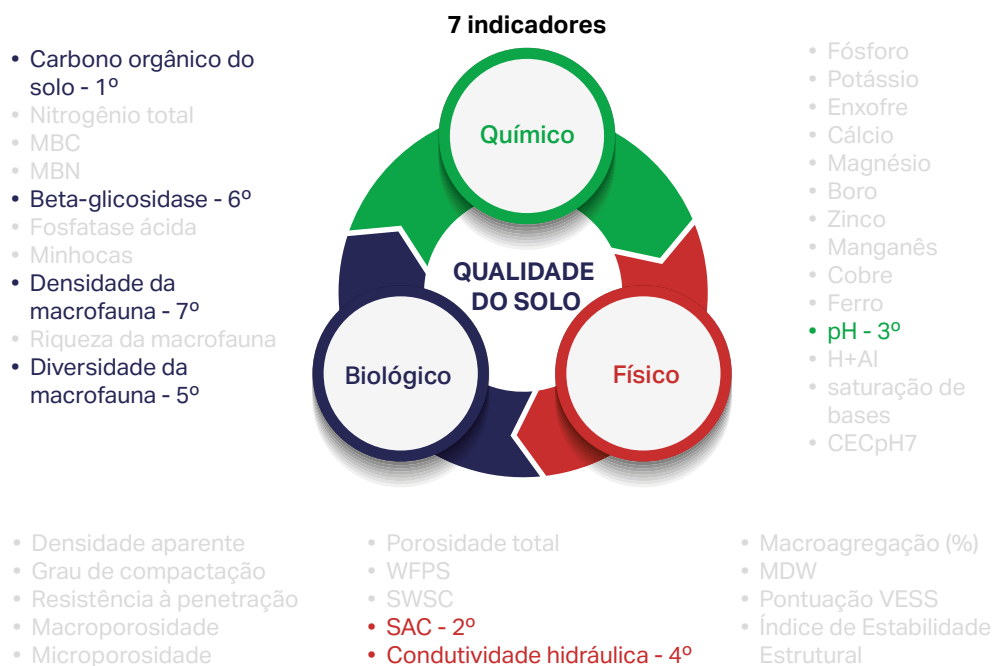 7 indicadores
• Carbono orgânico do
solo - 1º
• Nitrogênio total
• MBC
• MBN
• Beta-glicosidase - 6º
• Fosfatase ácida
• Minhocas
• Densidade da
macrofauna - 7º
• Riqueza da macrofauna
• Diversidade da
macrofauna - 5º
Químico
QUALIDADE
DO SOLO
Biológico
Físico
• Fósforo
• Potássio
• Enxofre
• Cálcio
• Magnésio
• Boro
• Zinco
• Manganês
• Cobre
• Ferro
• pH - 3º
• H+Al
• saturação de
bases
• CECpH7
• Densidade aparente
• Grau de compactação
• Resistência à penetração
• Macroporosidade
• Microporosidade
• Porosidade total
• WFPS
• SWSC
• SAC - 2º
• Condutividade hidráulica - 4º
• Macroagregação (%)
• MDW
• Pontuação VESS
• Índice de Estabilidade
Estrutural